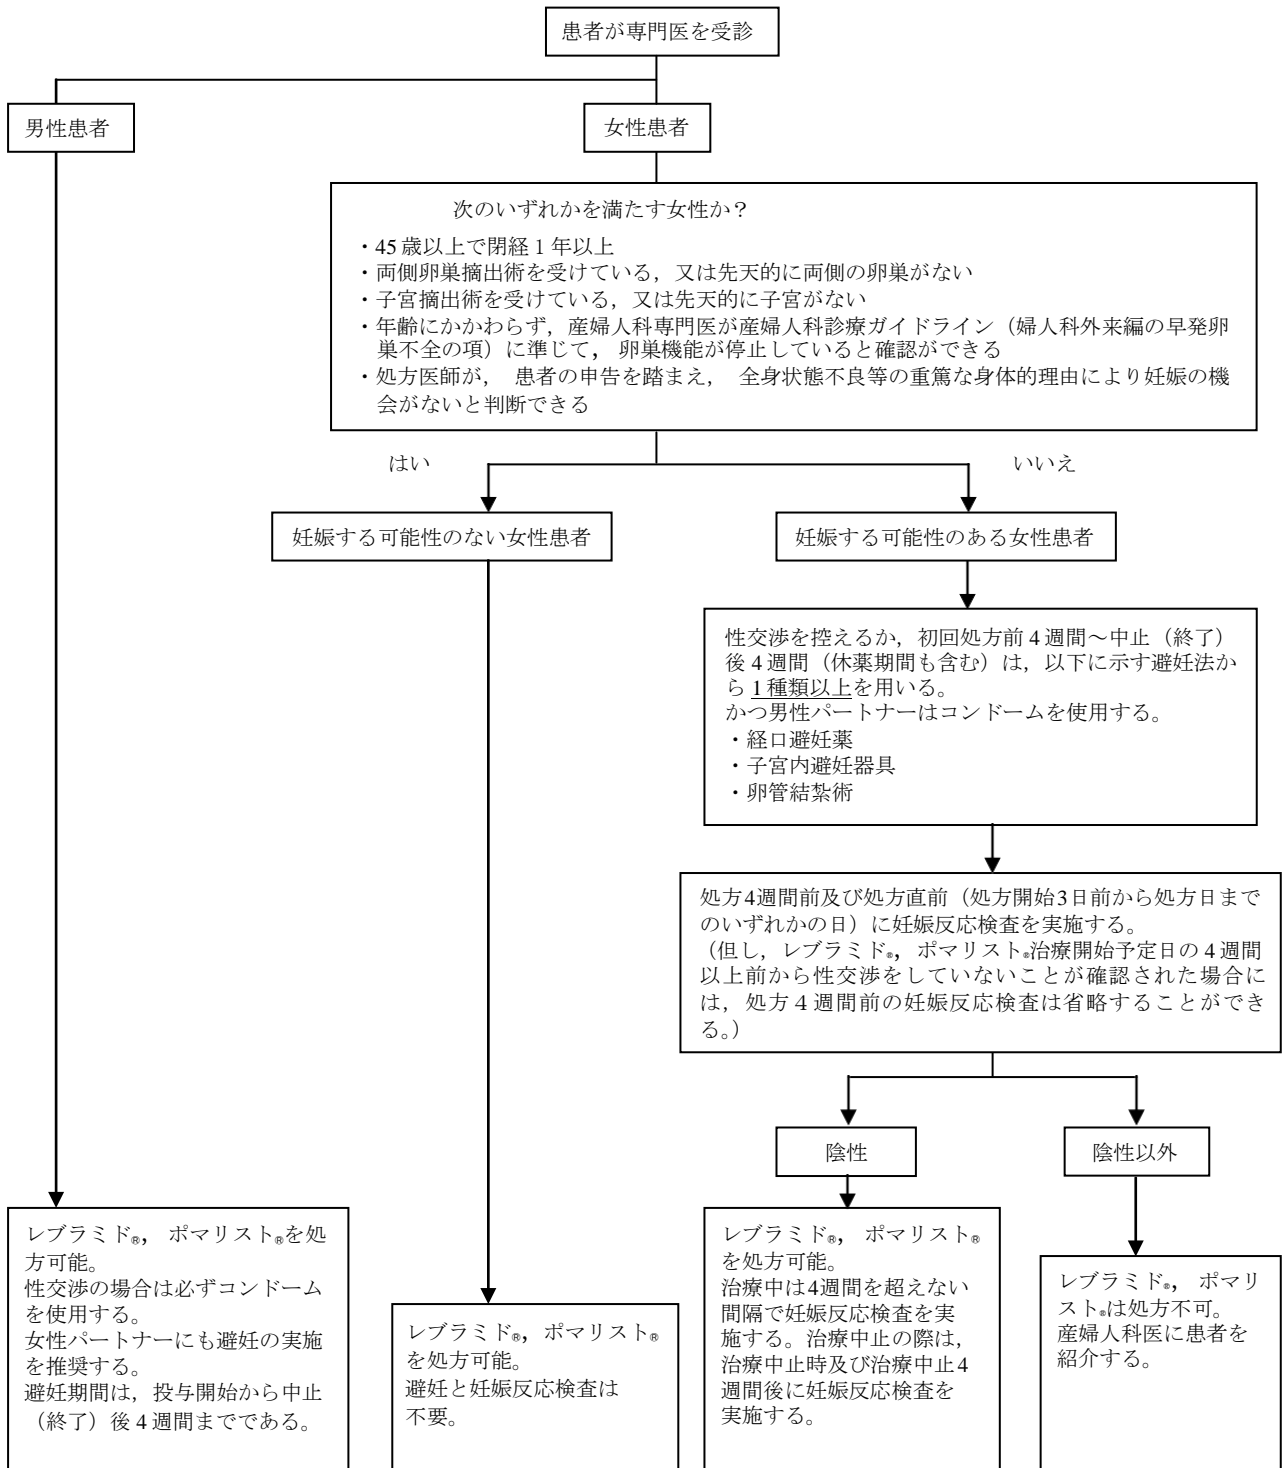 患者が専門医を受診
男性患者
女性患者
次のいずれかを満たす女性か？
・45 歳以上で閉経 1 年以上
・両側卵巣摘出術を受けている，又は先天的に両側の卵巣がない
・子宮摘出術を受けている，又は先天的に子宮がない
・年齢にかかわらず，産婦人科専門医が産婦人科診療ガイドライン（婦人科外来編の早発卵
巣不全の項）に準じて， 卵巣機能が停止していると確認ができる
・処方医師が， 患者の申告を踏まえ， 全身状態不良等の重篤な身体的理由により妊娠の機
会がないと判断できる
はい
いいえ
妊娠する可能性のない女性患者
妊娠する可能性のある女性患者
性交渉を控えるか，初回処方前 4 週間～中止（終了）
後 4 週間（休薬期間も含む）は，以下に示す避妊法か
ら 1 種類以上を用いる。
かつ男性パートナーはコンドームを使用する。
・経口避妊薬
・子宮内避妊器具
・卵管結紮術
処方4週間前及び処方直前（処方開始3日前から処方日まで
のいずれかの日）に妊娠反応検査を実施する。
（但し，レブラミド®，ポマリスト®治療開始予定日の 4 週間
以上前から性交渉をしていないことが確認された場合に
は，処方 4 週間前の妊娠反応検査は省略することができ
る。）
陰性
陰性以外
レブラミド®， ポマリスト®を処
方可能。
性交渉の場合は必ずコンドーム
を使用する。
女性パートナーにも避妊の実施
を推奨する。
避妊期間は，投与開始から中止
（終了）後 4 週間までである。
レブラミド®，ポマリスト®
を処方可能。
避妊と妊娠反応検査は
不要。
レブラミド®， ポマリスト®
を処方可能。
治療中は4週間を超えない
間隔で妊娠反応検査を実
施する。治療中止の際は，
治療中止時及び治療中止4
週間後に妊娠反応検査を
実施する。
レブラミド®， ポマリ
スト®は処方不可。
産婦人科医に患者を
紹介する。